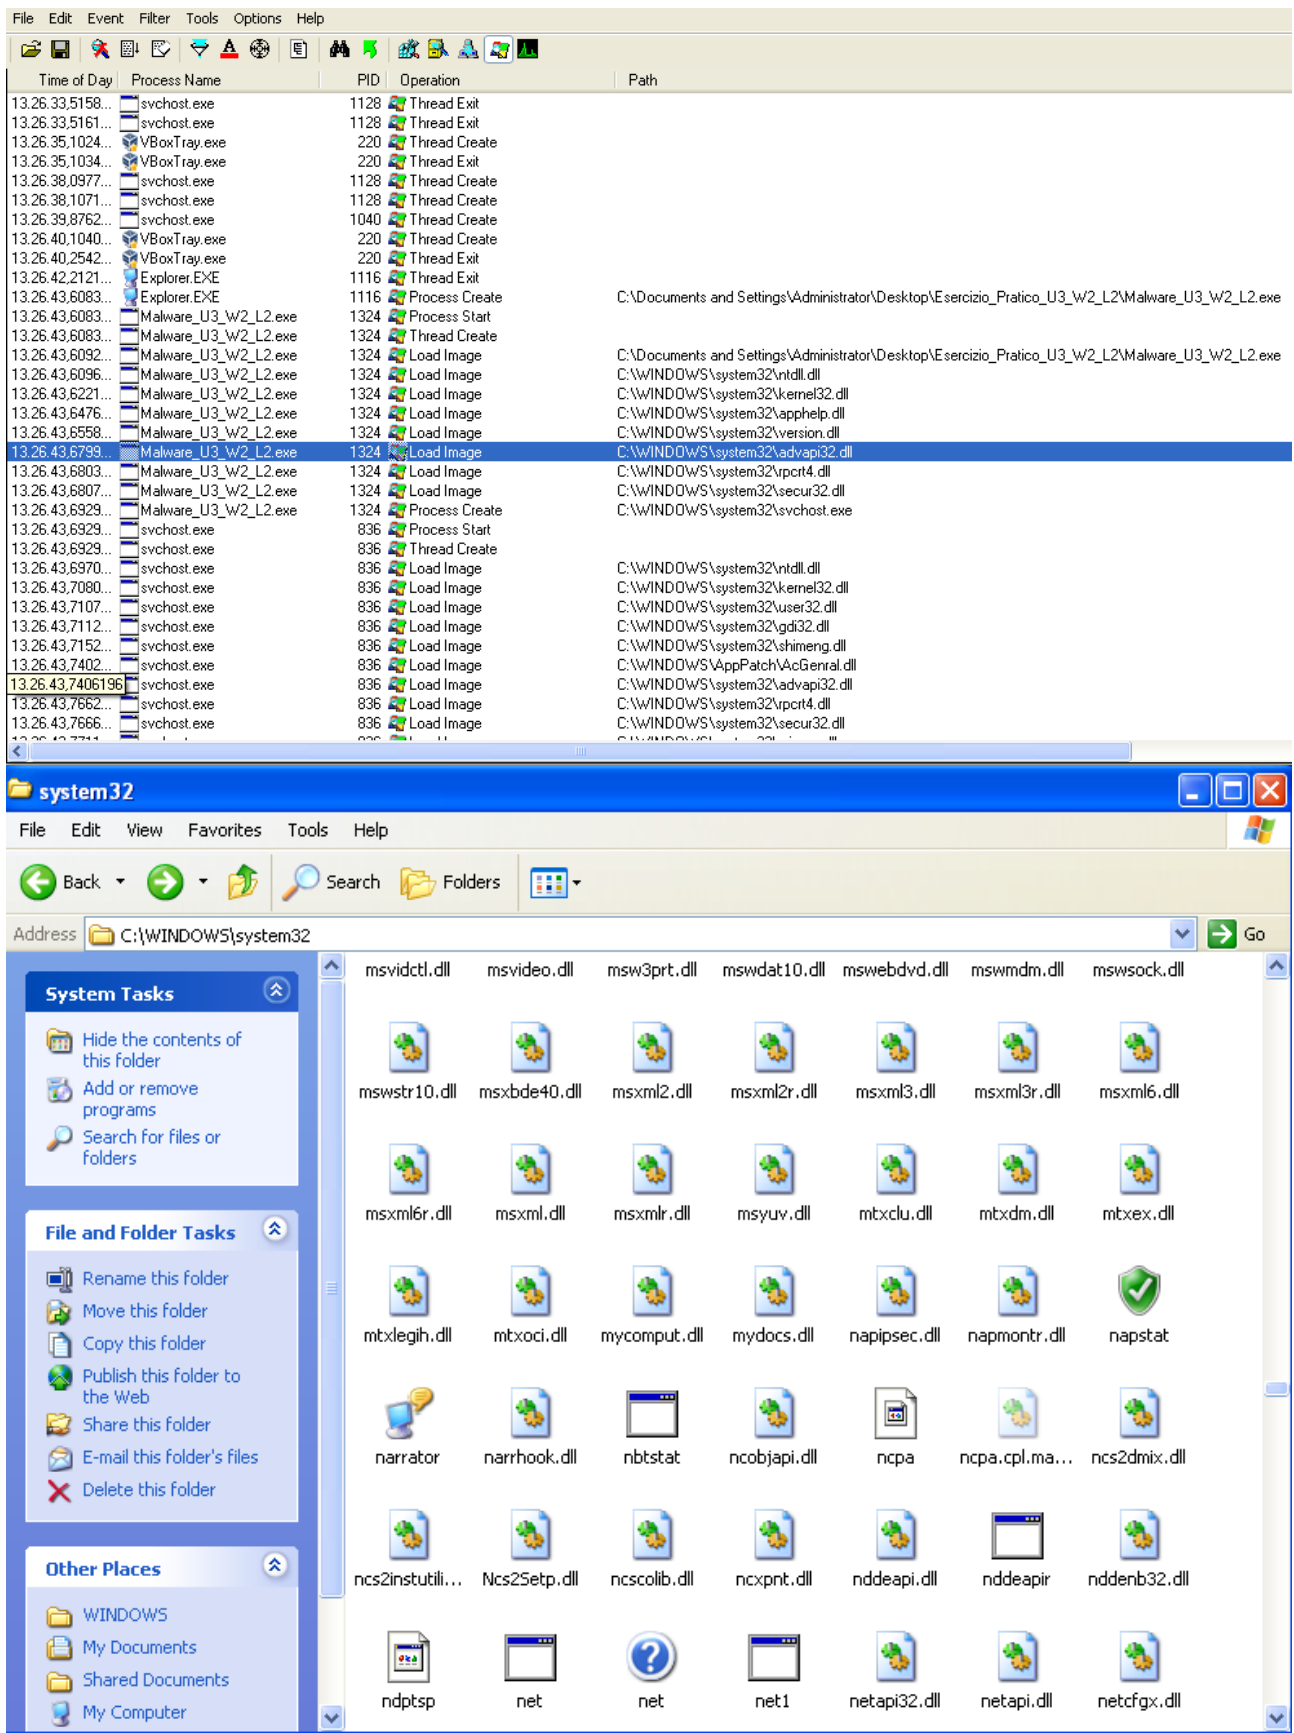 File Edit Event Filter Tools Options Help
Time of Day Process Name PID Operation Path
13.26.33,5158... svchost.exe 1128 Thread Exit
13.26.33,5161... svchost.exe 1128 Thread Exit
13.26.35,1024... VBoxTray.exe 220 Thread Create
13.26.35,1034... VBoxTray.exe 220 Thread Exit
13.26.38,0977... svchost.exe 1128 Thread Create
13.26.38,1071... svchost.exe 1128 Thread Create
13.26.39,8762... svchost.exe 1040 Thread Create
13.26.40,1040... VBoxTray.exe 220 Thread Create
13.26.40,2542... VBoxTray.exe 220 Thread Exit
13.26.42,2121... Explorer.EXE 1116 Thread Exit
13.26.43,6083... Explorer.EXE 1116 Process Create C:\Documents and Settings\Administrator\Desktop\Esercizio_Pratico_U3_W2_L2\Malware_U3_W2_L2.exe
13.26.43,6083... Malware_U3_W2_L2.exe 1324 Process Start
13.26.43,6083... Malware_U3_W2_L2.exe 1324 Thread Create
13.26.43,6092... Malware_U3_W2_L2.exe 1324 Load Image C:\Documents and Settings\Administrator\Desktop\Esercizio_Pratico_U3_W2_L2\Malware_U3_W2_L2.exe
13.26.43,6096... Malware_U3_W2_L2.exe 1324 Load Image C:\WINDOWS\system32\ntdll.dll
13.26.43,6221... Malware_U3_W2_L2.exe 1324 Load Image C:\WINDOWS\system32\kernel32.dll
13.26.43,6476... Malware_U3_W2_L2.exe 1324 Load Image C:\WINDOWS\system32\apphelp.dll
13.26.43,6558... Malware_U3_W2_L2.exe 1324 Load Image C:\WINDOWS\system32\version.dll
13.26.43,6799... Malware_U3_W2_L2.exe 1324 Load Image C:\WINDOWS\system32\advapi32.dll
13.26.43,6803... Malware_U3_W2_L2.exe 1324 Load Image C:\WINDOWS\system32\rpcrt4.dll
13.26.43,6807... Malware_U3_W2_L2.exe 1324 Load Image C:\WINDOWS\system32\secur32.dll
13.26.43,6929... Malware_U3_W2_L2.exe 1324 Process Create C:\WINDOWS\system32\svchost.exe
13.26.43,6929... svchost.exe 836 Process Start
13.26.43,6929... svchost.exe 836 Thread Create
13.26.43,6970... svchost.exe 836 Load Image C:\WINDOWS\system32\ntdll.dll
13.26.43,7080... svchost.exe 836 Load Image C:\WINDOWS\system32\kernel32.dll
13.26.43,7107... svchost.exe 836 Load Image C:\WINDOWS\system32\user32.dll
13.26.43,7112... svchost.exe 836 Load Image C:\WINDOWS\system32\gdi32.dll
13.26.43,7152... svchost.exe 836 Load Image C:\WINDOWS\system32\shimeng.dll
13.26.43,7402... svchost.exe 836 Load Image C:\WINDOWS\AppPatch\AcGenral.dll
13.26.43,7406196 svchost.exe 836 Load Image C:\WINDOWS\system32\advapi32.dll
13.26.43,7662... svchost.exe 836 Load Image C:\WINDOWS\system32\rpcrt4.dll
13.26.43,7666... svchost.exe 836 Load Image C:\WINDOWS\system32\secur32.dll
system32
File Edit View Favorites Tools Help
Back Search Folders
Address C:\WINDOWS\system32 Go
System Tasks
Hide the contents of
this folder
Add or remove
programs
Search for files or
folders
File and Folder Tasks
Rename this folder
Move this folder
Copy this folder
Publish this folder to
the Web
Share this folder
E-mail this folder's files
Delete this folder
Other Places
WINDOWS
My Documents
Shared Documents
My Computer
msvidctl.dll msvideo.dll msw3prt.dll mswdat10.dll mswebdvd.dll mswmdm.dll mswsock.dll
mswstr10.dll msxbde40.dll msxml2.dll msxml2r.dll msxml3.dll msxml3r.dll msxml6.dll
msxml6r.dll msxml.dll msxmlr.dll msyuv.dll mtxclu.dll mtxdm.dll mtxex.dll
mtxlegih.dll mtxoci.dll mycomput.dll mydocs.dll napipsec.dll napmontr.dll napstat
narrator narrhook.dll nbtstat ncobjapi.dll ncpa ncpa.cpl.ma... ncs2dmix.dll
ncs2instutili... Ncs2Setp.dll ncscolib.dll ncxpnt.dll nddeapi.dll nddeapir nddenb32.dll
ndptsp net net net1 netapi32.dll netapi.dll netcfgx.dll